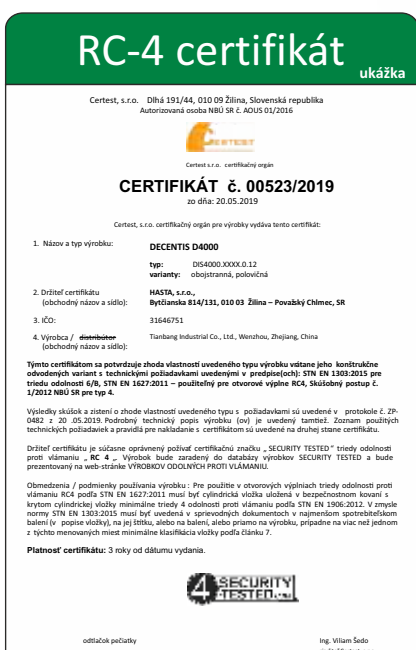 RC-4 certifikát
ukážka
Certest, s.r.o. Dlhá 191/44, 010 09 Žilina, Slovenská republika
Autorizovaná osoba NBÚ SR č. AOUS 01/2016
CERTEST
Certest s.r.o. certifikačný orgán
CERTIFIKÁT č. 00523/2019
zo dňa: 20.05.2019
Certest, s.r.o. certifikačný orgán pre výrobky vydáva tento certifikát:
1. Názov a typ výrobku: DECENTIS D4000
typ: DIS4000.XXXX.0.12
varianty: obojstranná, polovičná
2. Držiteľ certifikátu HASTA, s.r.o.,
(obchodný názov a sídlo): Bytčianska 814/131, 010 03 Žilina – Považský Chlmec, SR
3. IČO: 31646751
4. Výrobca / distribútor Tianbang Industrial Co., Ltd., Wenzhou, Zhejiang, China
(obchodný názov a sídlo):
Týmto certifikátom sa potvrdzuje zhoda vlastností uvedeného typu výrobku vrátane jeho konštrukčne
odvodených variant s technickými požiadavkami uvedenými v predpise(och): STN EN 1303:2015 pre
triedu odolnosti 6/B, STN EN 1627:2011 – použiteľný pre otvorové výplne RC4, Skúšobný postup č.
1/2012 NBÚ SR pre typ 4.
Výsledky skúšok a zistení o zhode vlastností uvedeného typu s požiadavkami sú uvedené v protokole č. ZP-
0482 z 20 .05.2019. Podrobný technický popis výrobku (ov) je uvedený tamtiež. Zoznam použitých
technických požiadaviek a pravidlá pre nakladanie s certifikátom sú uvedené na druhej strane certifikátu.
Držiteľ certifikátu je súčasne oprávnený požívať certifikačnú značku „ SECURITY TESTED“ triedy odolnosti
proti vlámaniu „ RC 4 „. Výrobok bude zaradený do databázy výrobkov SECURITY TESTED a bude
prezentovaný na web-stránke VÝROBKOV ODOLNÝCH PROTI VLÁMANIU.
Obmedzenia / podmienky používania výrobku : Pre použitie v otvorových výplniach triedy odolnosti proti
vlámaniu RC4 podľa STN EN 1627:2011 musí byť cylindrická vložka uložená v bezpečnostnom kovaní s
krytom cylindrickej vložky minimálne triedy 4 odolnosti proti vlámaniu podľa STN EN 1906:2012. V zmysle
normy STN EN 1303:2015 musí byť uvedená v sprievodných dokumentoch v najmenšom spotrebiteľskom
balení (v popise vložky), na jej štítku, alebo na balení, alebo priamo na výrobku, prípadne na viac než jednom
z týchto menovaných miest minimálne klasifikácia vložky podľa článku 7.
Platnosť certifikátu: 3 roky od dátumu vydania.
4 SECURITY
TESTED
odtlačok pečiatky Ing. Viliam Šedo